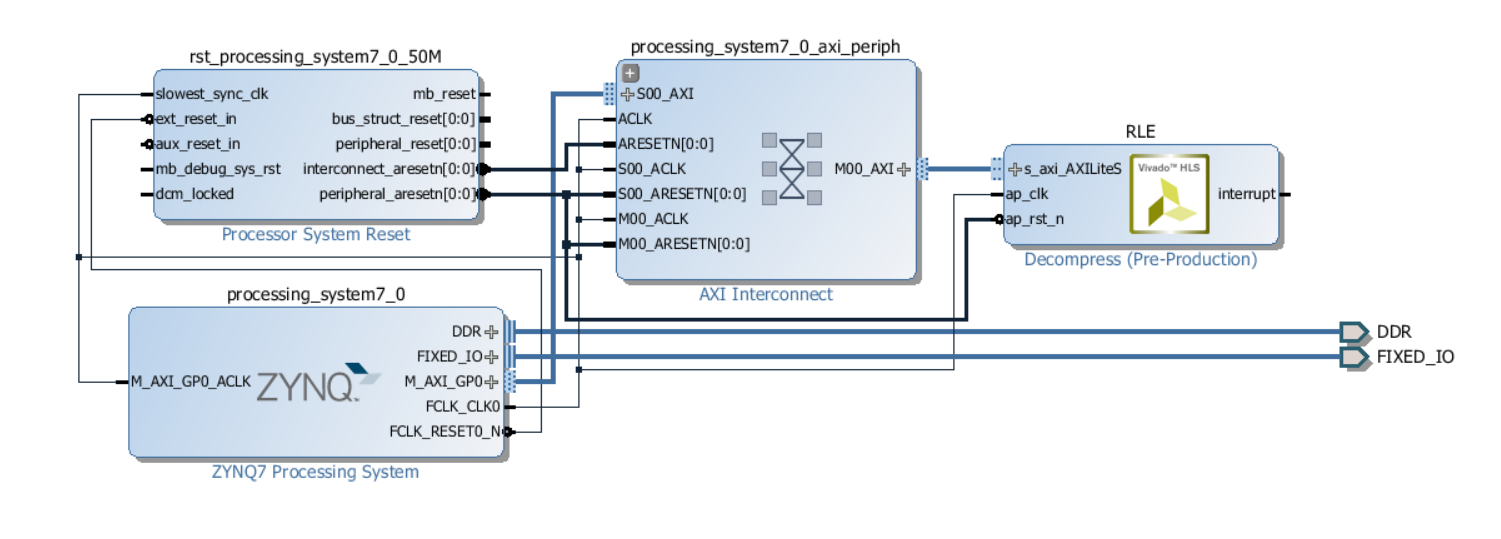 rst_processing_system7_0_50M
slowest_sync_clk
mb_reset
ext_reset_in
bus_struct_reset[0:0]
aux_reset_in
peripheral_reset[0:0]
mb_debug_sys_rst
interconnect_aresetn[0:0]
dcm_locked
peripheral_aresetn[0:0]
Processor System Reset
processing_system7_0_axi_periph
S00_AXI
ACLK
ARESETN[0:0]
S00_ACLK
M00_AXI
S00_ARESETN[0:0]
M00_ACLK
M00_ARESETN[0:0]
AXI Interconnect
RLE
s_axi_AXILiteS
Vivado™ HLS
ap_clk
interrupt
ap_rst_n
Decompress (Pre-Production)
processing_system7_0
DDR
FIXED_IO
M_AXI_GP0_ACLK
ZYNQ
M_AXI_GP0
FCLK_CLK0
FCLK_RESET0_N
ZYNQ7 Processing System
DDR
FIXED_IO